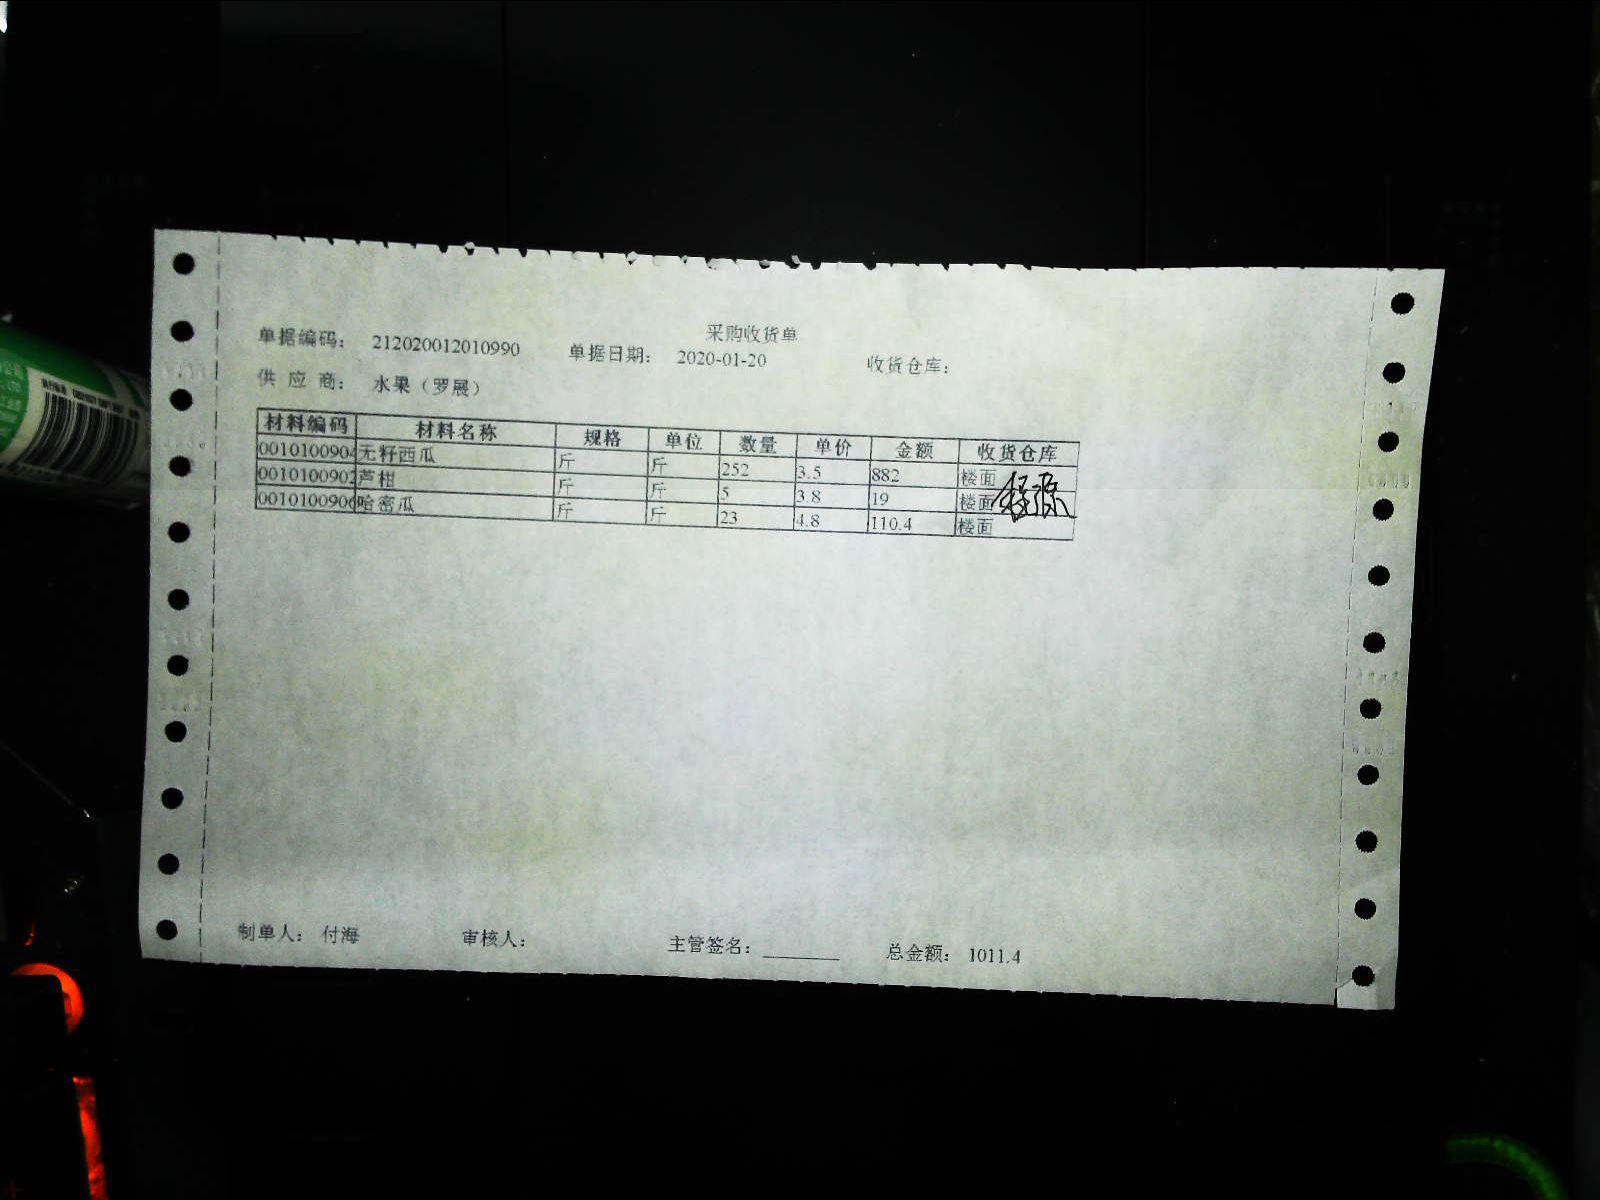 采购收货单
单据编码： 212020012010990 单据日期： 2020-01-20 收货仓库：
供 应 商： 水果（罗展）
材料编码 材料名称 规格 单位 数量 单价 金额 收货仓库
0010100904 无籽西瓜 斤 斤 252 3.5 882 楼面
0010100902 芦柑 斤 斤 5 3.8 19 楼面
0010100906 哈密瓜 斤 斤 23 4.8 110.4 楼面
制单人： 付海 审核人： 主管签名： 总金额： 1011.4